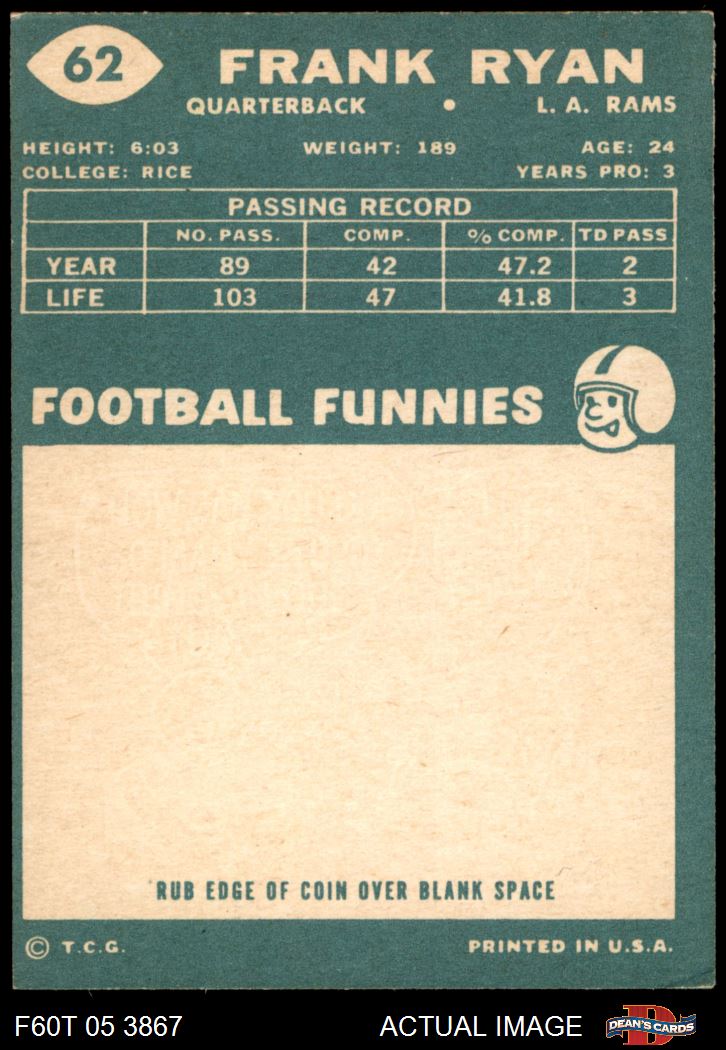 62
FRANK RYAN
QUARTERBACK • L. A. RAMS
HEIGHT: 6:03 WEIGHT: 189 AGE: 24
COLLEGE: RICE YEARS PRO: 3
PASSING RECORD
NO. PASS. COMP. % COMP. TD PASS
YEAR 89 42 47.2 2
LIFE 103 47 41.8 3
FOOTBALL FUNNIES
RUB EDGE OF COIN OVER BLANK SPACE
© T.C.G. PRINTED IN U.S.A.
F60T 05 3867 ACTUAL IMAGE D DEAN'S CARDS